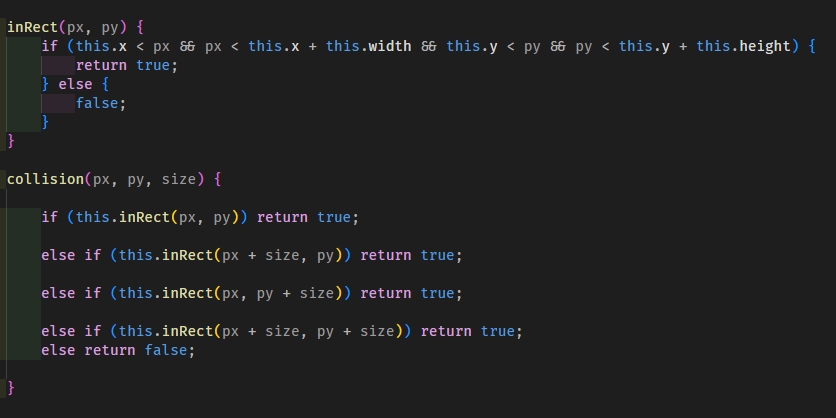 inRect(px, py) {
if (this.x < px && px < this.x + this.width && this.y < py && py < this.y + this.height) {
return true;
} else {
false;
}
}
collision(px, py, size) {
if (this.inRect(px, py)) return true;
else if (this.inRect(px + size, py)) return true;
else if (this.inRect(px, py + size)) return true;
else if (this.inRect(px + size, py + size)) return true;
else return false;
}